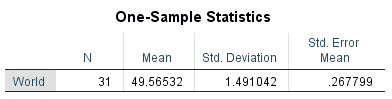 One-Sample Statistics
N Mean Std. Deviation Std. Error Mean
World 31 49.56532 1.491042 .267799